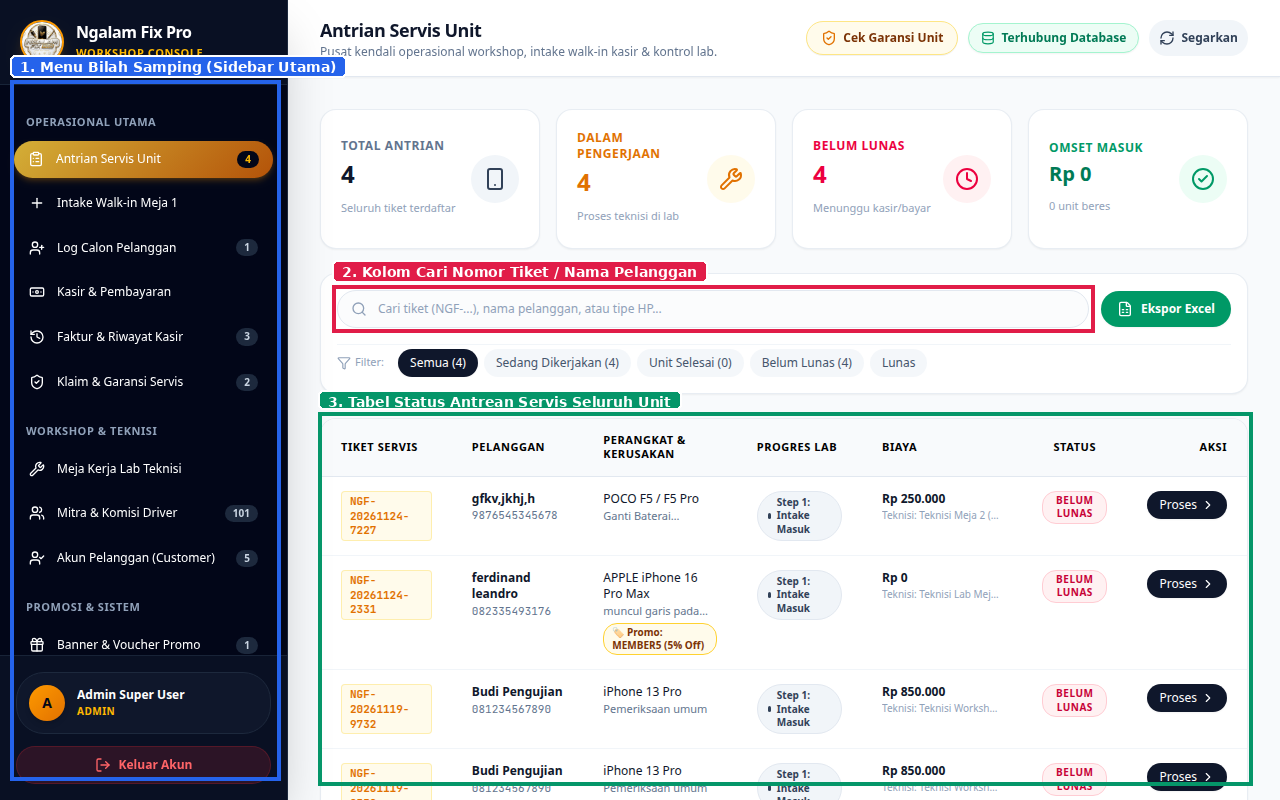 Ngalam Fix Pro
WORKSHOP CONSOLE
1. Menu Bilah Samping (Sidebar Utama)
OPERASIONAL UTAMA
Antrian Servis Unit 4
Intake Walk-in Meja 1
Log Calon Pelanggan 1
Kasir & Pembayaran
Faktur & Riwayat Kasir 3
Klaim & Garansi Servis 2
WORKSHOP & TEKNISI
Meja Kerja Lab Teknisi
Mitra & Komisi Driver 101
Akun Pelanggan (Customer) 5
PROMOSI & SISTEM
Banner & Voucher Promo 1
A
Admin Super User
ADMIN
Keluar Akun
Antrian Servis Unit
Pusat kendali operasional workshop, intake walk-in kasir & kontrol lab.
Cek Garansi Unit
Terhubung Database
Segarkan
TOTAL ANTRIAN
4
Seluruh tiket terdaftar
DALAM
PENGERJAAN
4
Proses teknisi di lab
BELUM LUNAS
4
Menunggu kasir/bayar
OMSET MASUK
Rp 0
0 unit beres
2. Kolom Cari Nomor Tiket / Nama Pelanggan
Cari tiket (NGF-...), nama pelanggan, atau tipe HP...
Ekspor Excel
Filter: Semua (4) Sedang Dikerjakan (4) Unit Selesai (0) Belum Lunas (4) Lunas
3. Tabel Status Antrean Servis Seluruh Unit
TIKET SERVIS
PELANGGAN
PERANGKAT &
KERUSAKAN
PROGRES LAB
BIAYA
STATUS
AKSI
NGF-
20261124-
7227
gfkv,jkhj,h
9876545345678
POCO F5 / F5 Pro
Ganti Baterai...
Step 1:
Intake
Masuk
Rp 250.000
Teknisi: Teknisi Meja 2 (...
BELUM
LUNAS
Proses
NGF-
20261124-
2331
ferdinand
leandro
082335493176
APPLE iPhone 16
Pro Max
muncul garis pada...
🏷️ Promo:
MEMBER5 (5% Off)
Step 1:
Intake
Masuk
Rp 0
Teknisi: Teknisi Lab Mej...
BELUM
LUNAS
Proses
NGF-
20261119-
9732
Budi Pengujian
081234567890
iPhone 13 Pro
Pemeriksaan umum
Step 1:
Intake
Masuk
Rp 850.000
Teknisi: Teknisi Worksh...
BELUM
LUNAS
Proses
NGF-
20261119-
Budi Pengujian
081234567890
iPhone 13 Pro
Pemeriksaan umum
Step 1:
Intake
Masuk
Rp 850.000
Teknisi: Teknisi Worksh...
BELUM
LUNAS
Proses